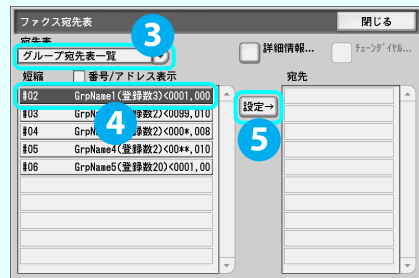 ファクス宛先表
閉じる
宛先表
3
グループ宛先表一覧
詳細情報...
チェーンダイヤル...
短縮
番号/アドレス表示
宛先
#02 GrpName1(登録数3)<0001,000
設定→
#03 (登録数2)<0099,010
4
5
#04 (登録数2)<000*,008
#05 GrpName4(登録数2)<00**,010
#06 GrpName5(登録数20)<0001,00